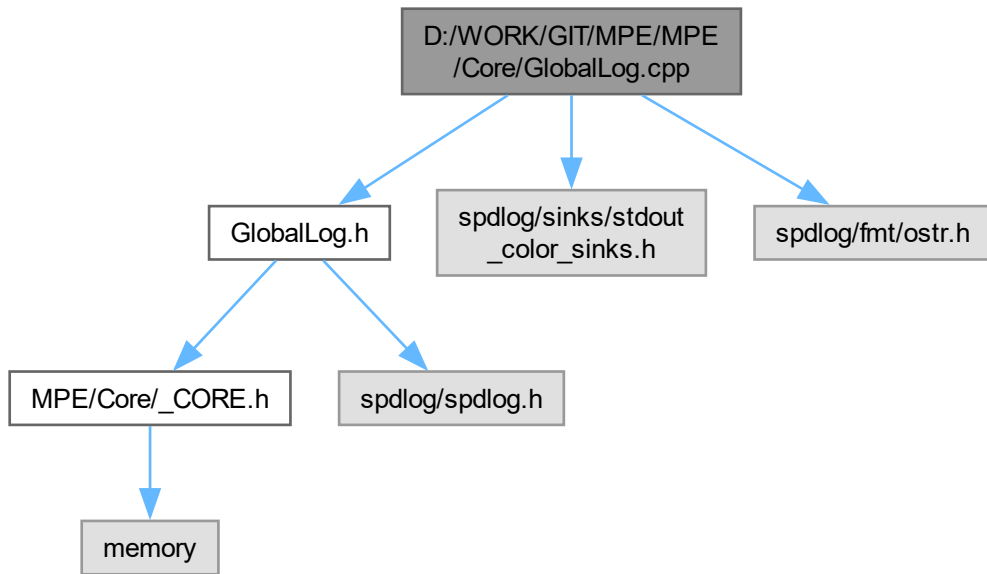 D:/WORK/GIT/MPE/MPE
/Core/GlobalLog.cpp
GlobalLog.h
spdlog/sinks/stdout
_color_sinks.h
spdlog/fmt/ostr.h
MPE/Core/_CORE.h
spdlog/spdlog.h
memory